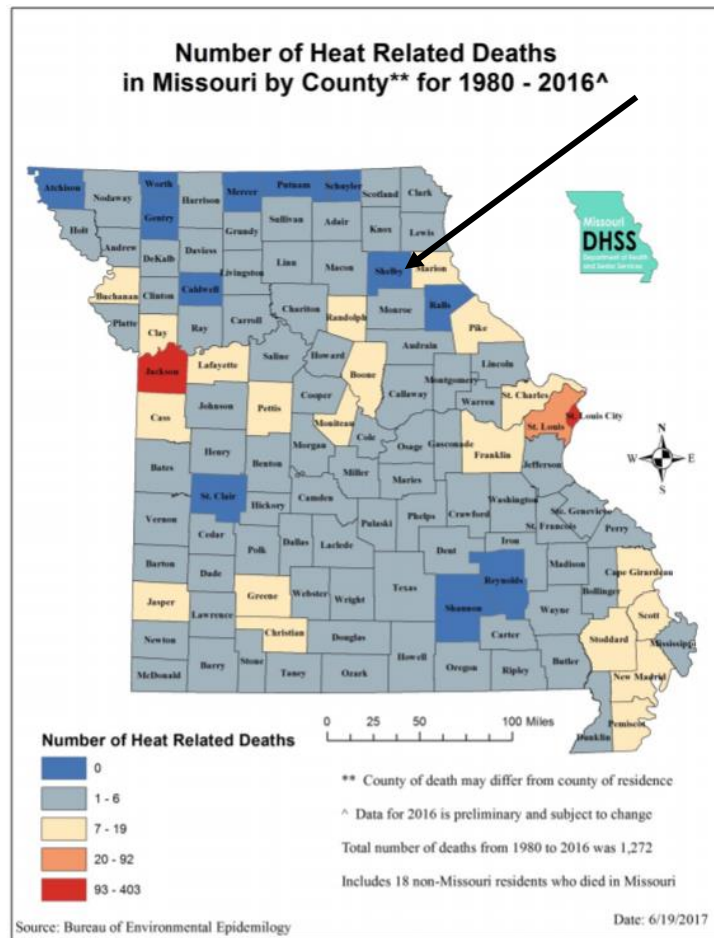 Number of Heat Related Deaths
in Missouri by County** for 1980 - 2016^
Atchison
Nodaway
Worth
Gentry
Harrison
Mercer
Putnam
Schuyler
Scotland
Clark
Holt
Andrew
DeKalb
Daviess
Grundy
Sullivan
Adair
Knox
Lewis
Buchanan
Clinton
Caldwell
Livingston
Linn
Macon
Shelby
Marion
Platte
Clay
Ray
Carroll
Chariton
Randolph
Monroe
Ralls
Pike
Missouri
DHSS
Department of Health
and Senior Services
Jackson
Lafayette
Saline
Howard
Boone
Audrain
Callaway
Montgomery
Lincoln
Warren
St. Charles
St. Louis City
St. Louis
Cass
Johnson
Pettis
Cooper
Moniteau
Cole
Osage
Gasconade
Franklin
Jefferson
N
W
E
S
Bates
Henry
Benton
Morgan
Miller
Maries
St. Clair
Hickory
Camden
Pulaski
Phelps
Crawford
Washington
St. Francois
Ste. Genevieve
Perry
Vernon
Cedar
Polk
Dallas
Laclede
Dent
Iron
Madison
Cape Girardeau
Barton
Dade
Greene
Webster
Wright
Texas
Reynolds
Shannon
Wayne
Bollinger
Scott
Jasper
Lawrence
Christian
Douglas
Howell
Carter
Stoddard
Mississippi
Newton
McDonald
Barry
Stone
Taney
Ozark
Oregon
Ripley
Butler
New Madrid
Pemiscot
Dunklin
0 25 50 100 Miles
Number of Heat Related Deaths
0
1 - 6
7 - 19
20 - 92
93 - 403
** County of death may differ from county of residence
^ Data for 2016 is preliminary and subject to change
Total number of deaths from 1980 to 2016 was 1,272
Includes 18 non-Missouri residents who died in Missouri
Source: Bureau of Environmental Epidemilogy
Date: 6/19/2017